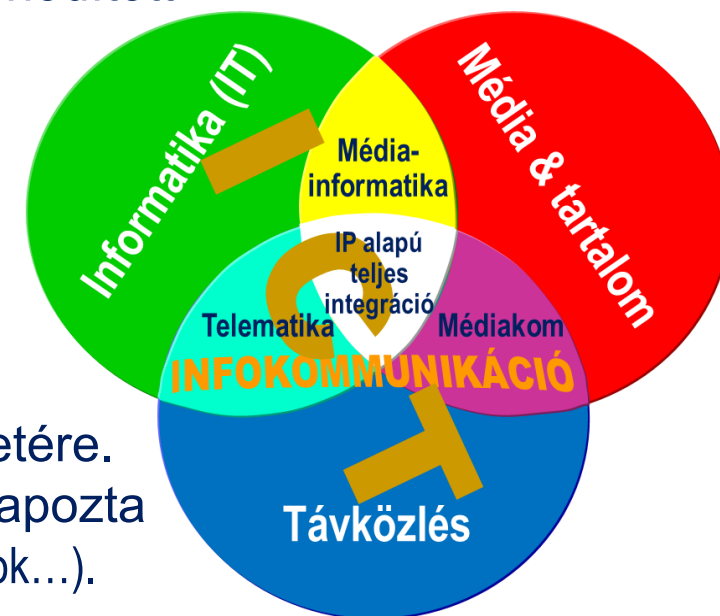 Informatika (IT)
Média & tartalom
I
Média-
informatika
IP alapú
teljes
integráció
C
Telematika
Médiakom
INFOKOMMUNIKÁCIÓ
T
Távközlés
etére.
apozta
ok…).